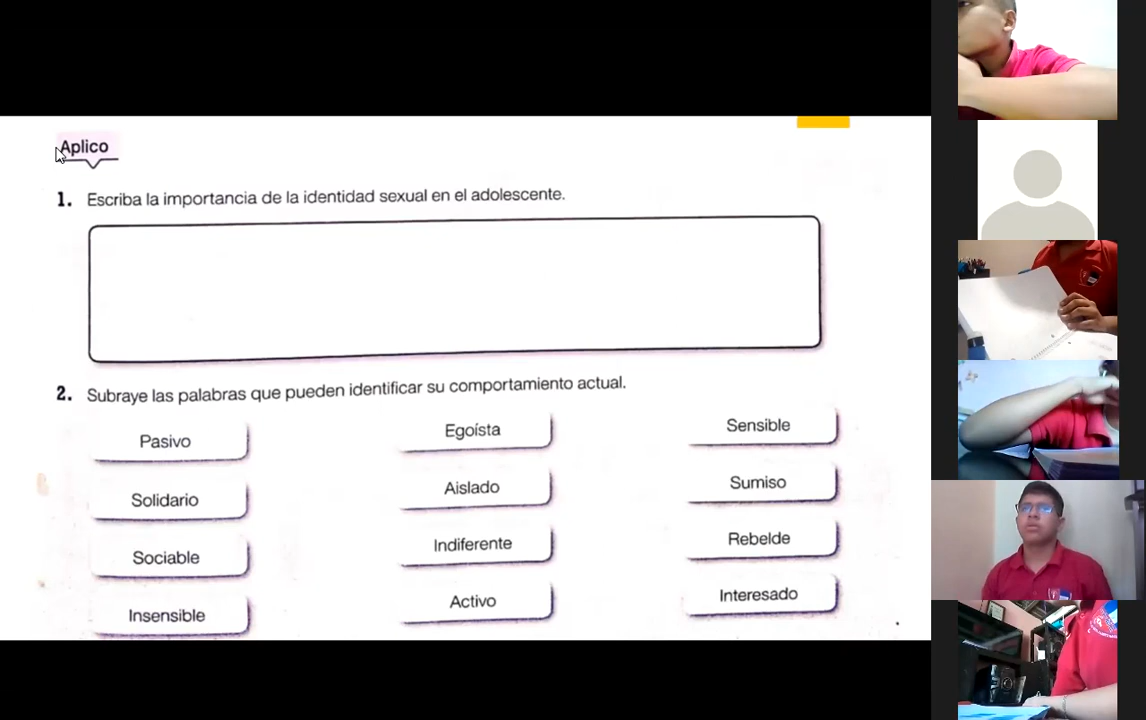 Aplico
1. Escriba la importancia de la identidad sexual en el adolescente.
2. Subraye las palabras que pueden identificar su comportamiento actual.
Pasivo
Egoísta
Sensible
Solidario
Aislado
Sumiso
Sociable
Indiferente
Rebelde
Insensible
Activo
Interesado